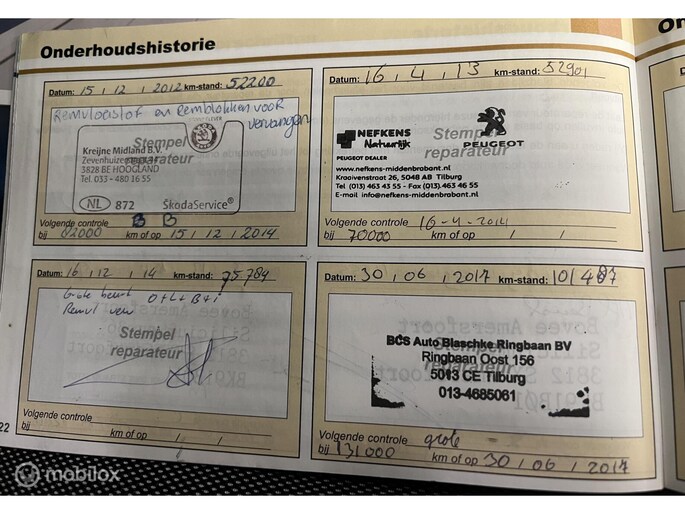 Onderhoudshistorie
Datum: 15 , 12 , 2012 km-stand: 52200
Remvloeistof en Remblokken voor
vervangen
Stempel
reparateur
Kreijne Midland B.V.
3828 BE HOOGLAND
Tel. 033 - 480 16 55
NL 872 ŠkodaService®
Volgende controle B B
bij 62000 km of op 15 , 12 , 2014
Datum: 16 , 4 , 13 km-stand: 52901
NEFKENS
Natuurlijk
PEUGEOT DEALER
Stempel
reparateur
PEUGEOT
www.nefkens-middenbrabant.nl
Kraaivenstraat 26, 5048 AB Tilburg
Tel (013) 463 43 55 - Fax (013) 463 46 55
E-mail info@nefkens-middenbrabant.nl
Volgende controle 16-4-2014
bij 70000 km of op / /
Datum: 16 , 12 , 14 km-stand: 75784
Grote beurt
Stempel
reparateur
Volgende controle
bij km of op / /
Datum: 30 , 06 , 2017 km-stand:
BCS Auto Blaschke Ringbaan BV
Ringbaan Oost 156
5013 CE Tilburg
013-4685061
Volgende controle grote
bij 131000 km of op 30 , 06 , 2017
22
mobilox